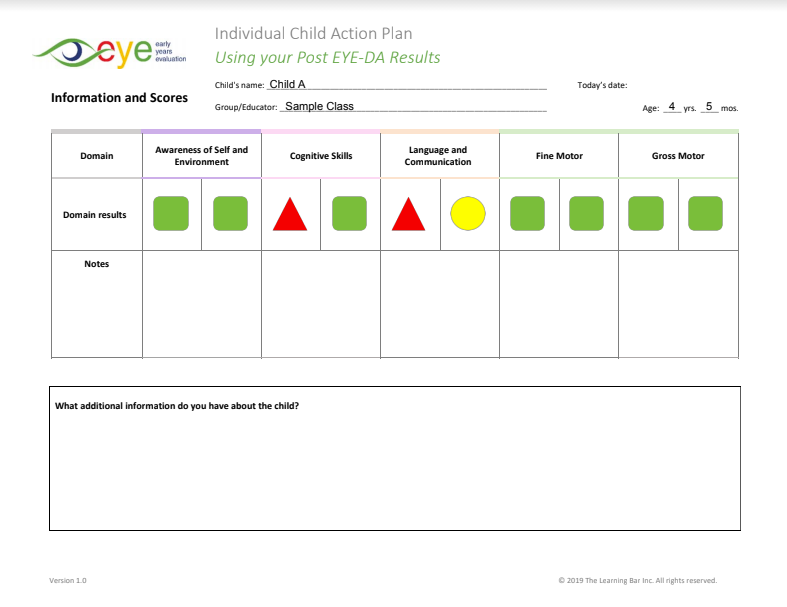 eye early years evaluation
Individual Child Action Plan
Using your Post EYE-DA Results
Information and Scores
Child's name: Child A
Today's date:
Group/Educator: Sample Class
Age: 4 yrs. 5 mos.
Domain
Awareness of Self and
Environment
Cognitive Skills
Language and
Communication
Fine Motor
Gross Motor
Domain results
Notes
What additional information do you have about the child?
Version 1.0
© 2019 The Learning Bar Inc. All rights reserved.